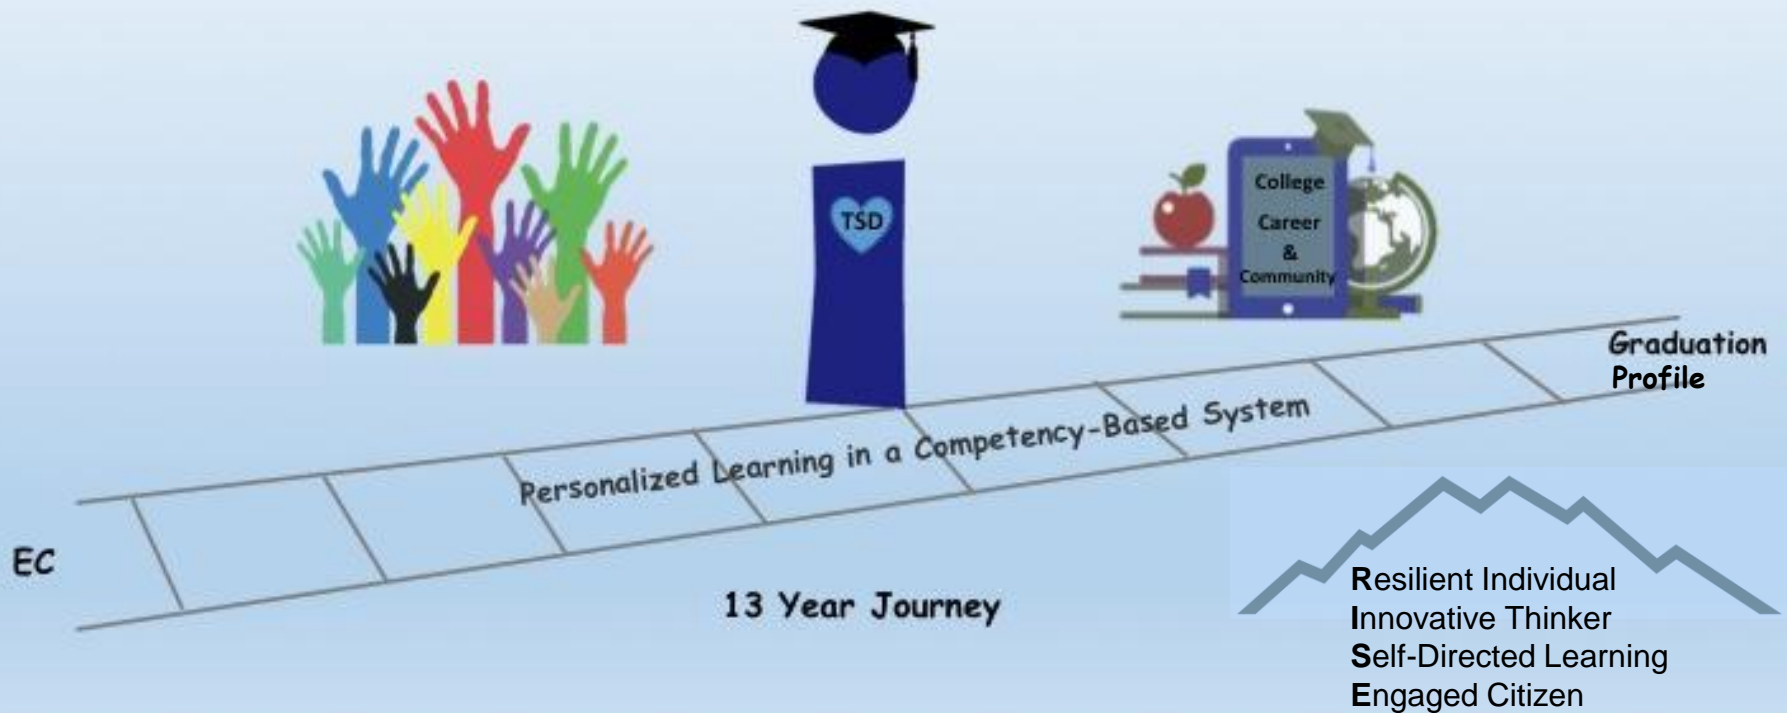 TSD
College
Career
&
Community
Graduation
Profile
Personalized Learning in a Competency-Based System
EC
13 Year Journey
Resilient Individual
Innovative Thinker
Self-Directed Learning
Engaged Citizen